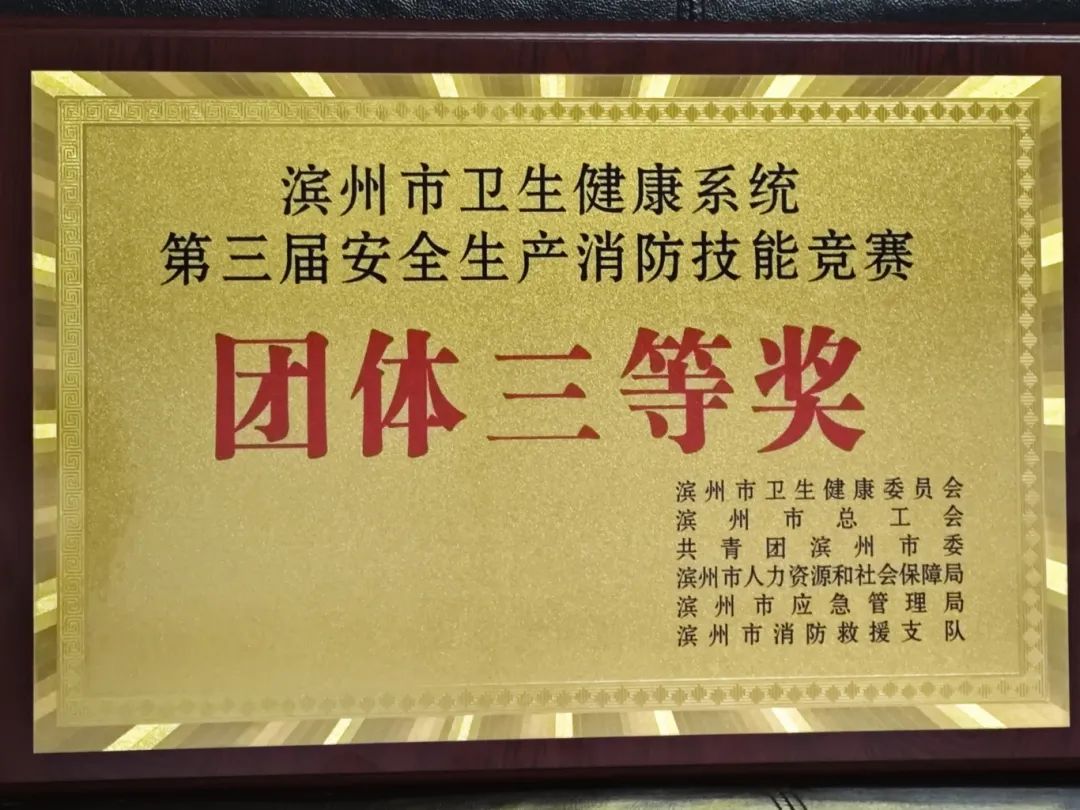 滨州市卫生健康系统
第三届安全生产消防技能竞赛
团体三等奖
滨州市卫生健康委员会
滨州市总工会
共青团滨州市委
滨州市人力资源和社会保障局
滨州市应急管理局
滨州市消防救援支队